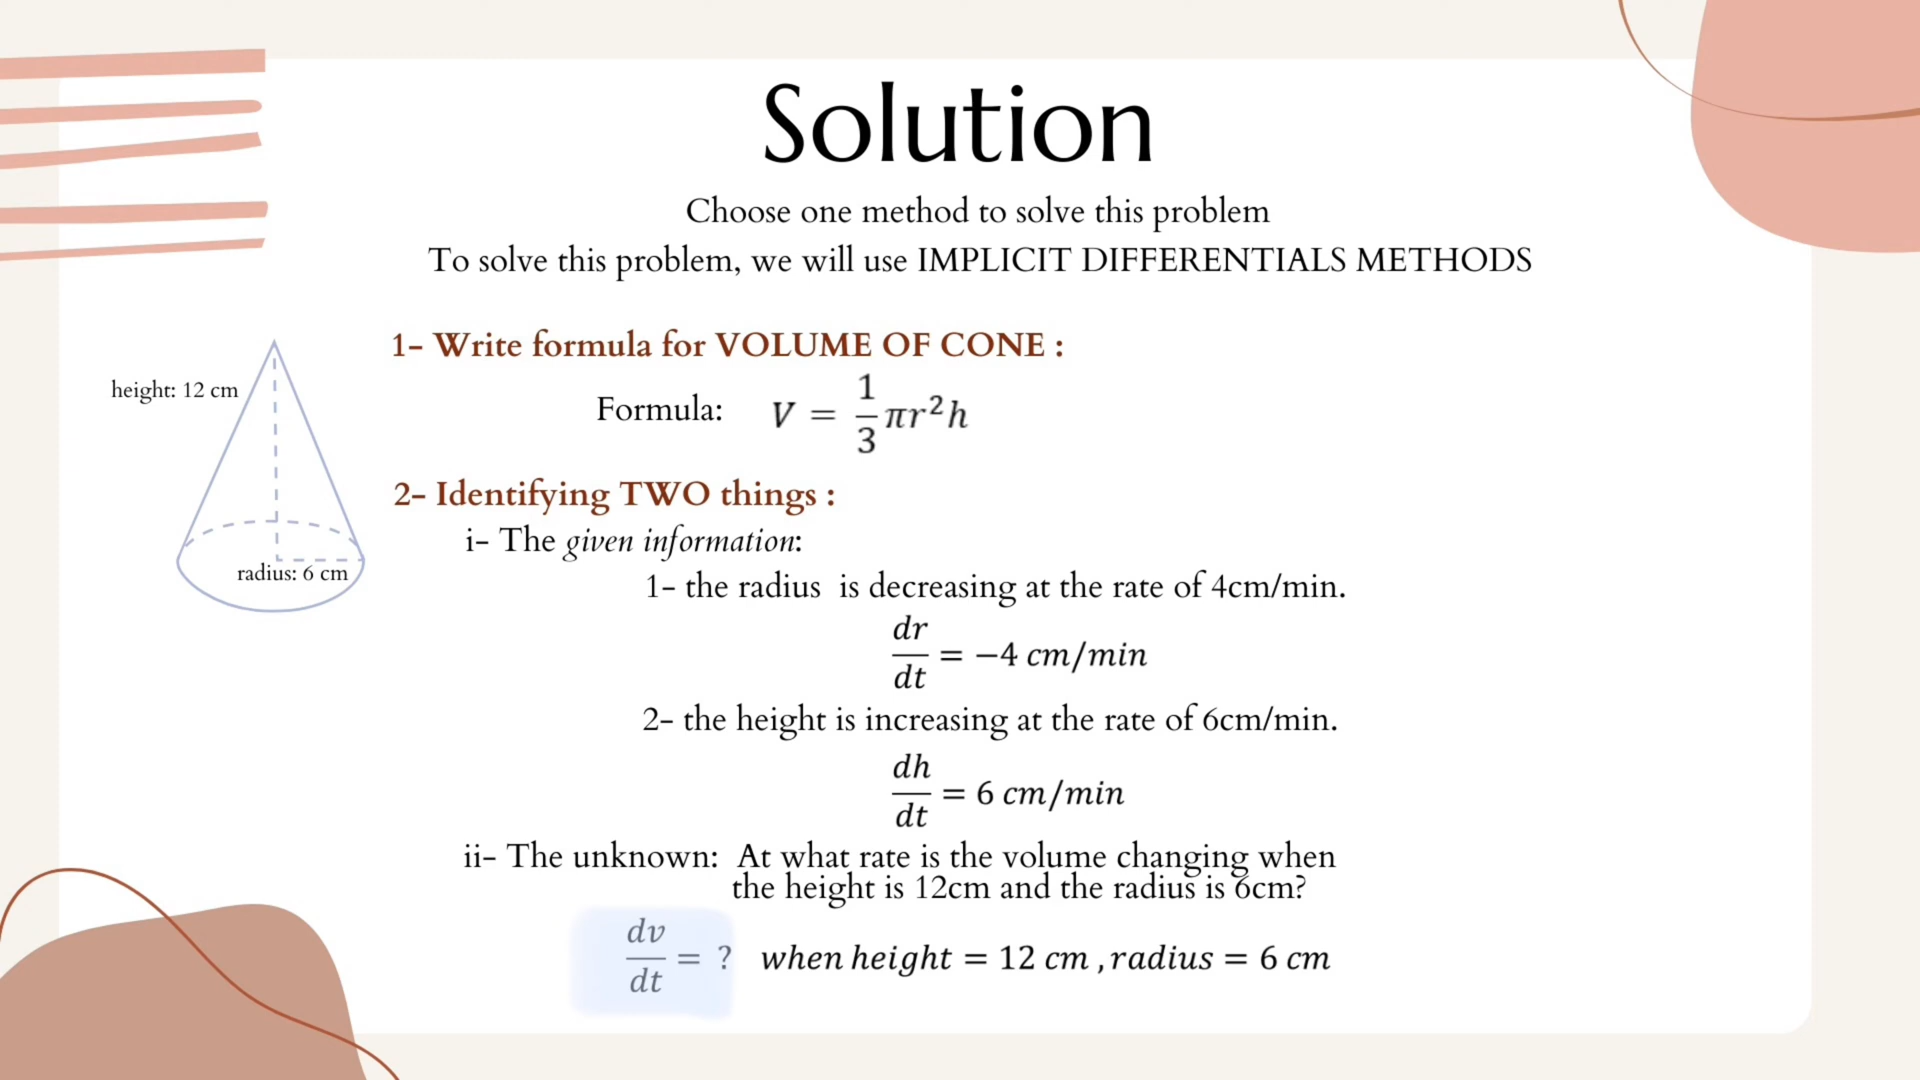 Solution
Choose one method to solve this problem
To solve this problem, we will use IMPLICIT DIFFERENTIALS METHODS
1- Write formula for VOLUME OF CONE :
height: 12 cm
Formula: V = 1/3 πr²h
2- Identifying TWO things :
i- The given information:
radius: 6 cm
1- the radius is decreasing at the rate of 4cm/min.
dr/dt = −4 cm/min
2- the height is increasing at the rate of 6cm/min.
dh/dt = 6 cm/min
ii- The unknown: At what rate is the volume changing when
the height is 12cm and the radius is 6cm?
dv/dt = ? when height = 12 cm , radius = 6 cm